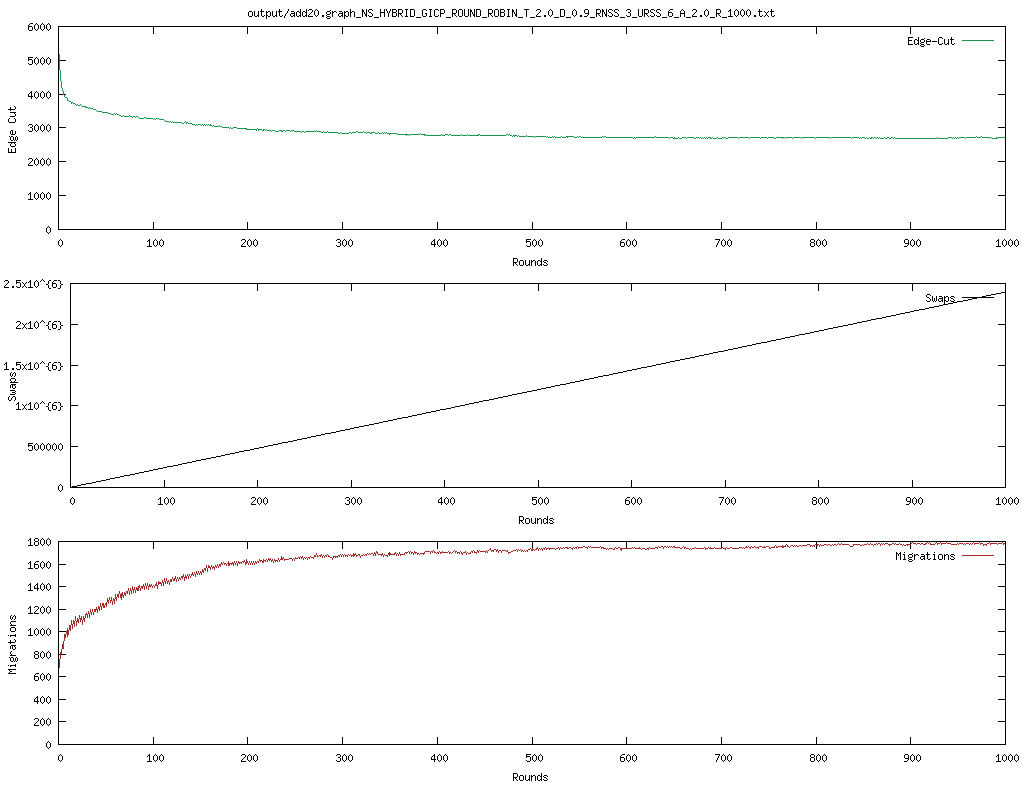 output/add20.graph_NS_HYBRID_GICP_ROUND_ROBIN_T_2.0_D_0.9_RNSS_3_URSS_6_A_2.0_R_1000.txt
6000
5000
4000
3000
2000
1000
0
Edge Cut
Edge-Cut
0 100 200 300 400 500 600 700 800 900 1000
Rounds
2.5x10^{6}
2x10^{6}
1.5x10^{6}
1x10^{6}
500000
0
Swaps
Swaps
0 100 200 300 400 500 600 700 800 900 1000
Rounds
1800
1600
1400
1200
1000
800
600
400
200
0
Migrations
Migrations
0 100 200 300 400 500 600 700 800 900 1000
Rounds